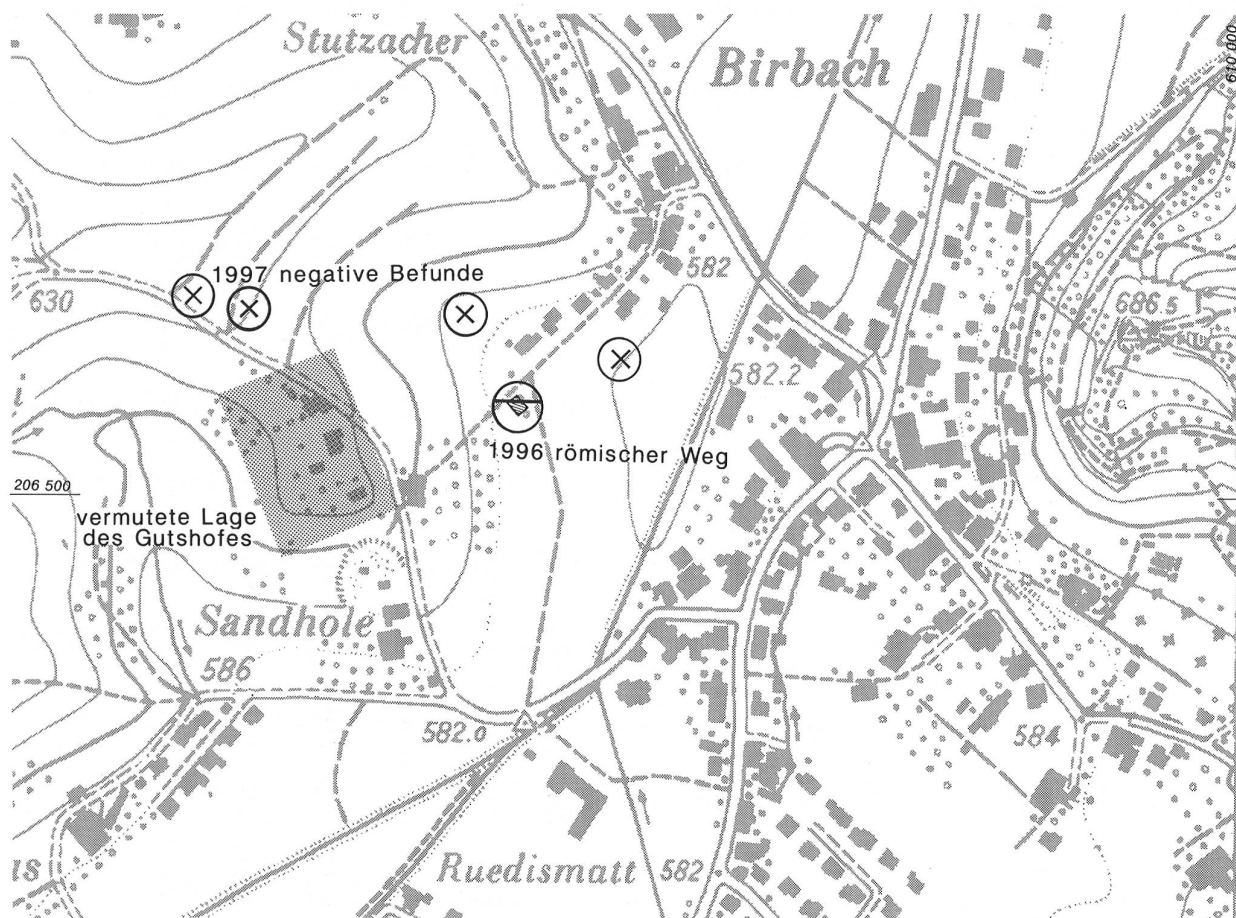 Stutzacher
Birbach
610 000
582
1997 negative Befunde
630
686.5
582.2
1996 römischer Weg
206 500
vermutete Lage
des Gutshofes
Sandhole
586
582.0
584
us
Ruedismatt 582